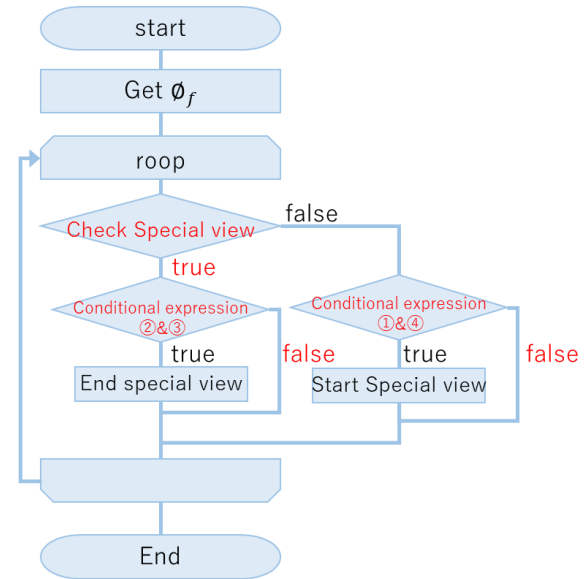 start
Get ϕ_f
roop
Check Special view
false
true
Conditional expression
②&③
Conditional expression
①&④
true
false
true
false
End special view
Start Special view
End